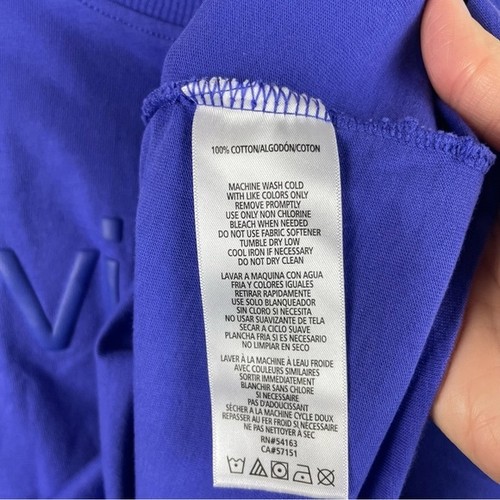 100% COTTON/ALGODÓN/COTON
MACHINE WASH COLD
WITH LIKE COLORS ONLY
REMOVE PROMPTLY
USE ONLY NON CHLORINE
BLEACH WHEN NEEDED
DO NOT USE FABRIC SOFTENER
TUMBLE DRY LOW
COOL IRON IF NECESSARY
DO NOT DRY CLEAN
LAVAR A MAQUINA CON AGUA
FRIA Y COLORES IGUALES
RETIRAR RAPIDAMENTE
USE SOLO BLANQUEADOR
SIN CLORO SI NECESITA
NO USAR SUAVIZANTE DE TELA
SECAR A CICLO SUAVE
PLANCHA FRIA SI ES NECESARIO
NO LIMPIAR EN SECO
LAVER À LA MACHINE À LEAU FROIDE
AVEC COULEURS SIMILAIRES
SORTIR IMMÉDIATEMENT
BLANCHIR SANS CHLORE
SI NECESSAIRE
PAS D'ADOUCISSANT
SÉCHER A LA MACHINE CYCLE DOUX
REPASSER AU FER FROID SI NECESSAIRE
NE PAS NETTOYER À SEC
RN#54163
CA#57151
vi